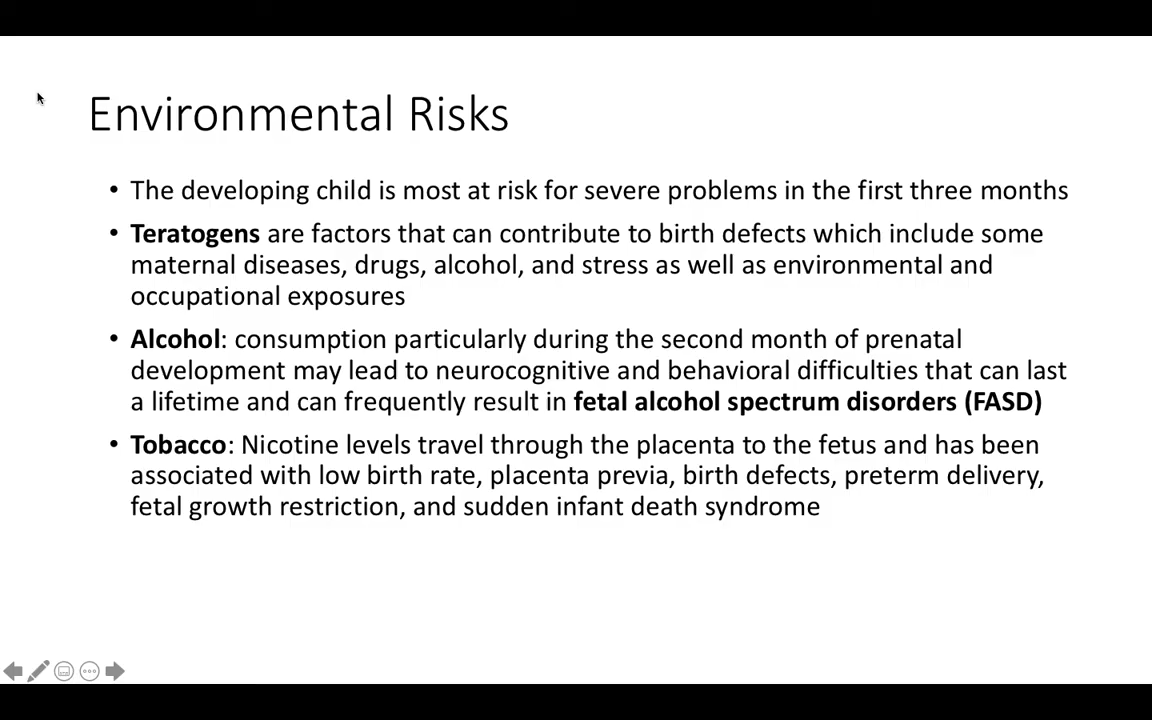 Environmental Risks
• The developing child is most at risk for severe problems in the first three months
• Teratogens are factors that can contribute to birth defects which include some
maternal diseases, drugs, alcohol, and stress as well as environmental and
occupational exposures
• Alcohol: consumption particularly during the second month of prenatal
development may lead to neurocognitive and behavioral difficulties that can last
a lifetime and can frequently result in fetal alcohol spectrum disorders (FASD)
• Tobacco: Nicotine levels travel through the placenta to the fetus and has been
associated with low birth rate, placenta previa, birth defects, preterm delivery,
fetal growth restriction, and sudden infant death syndrome